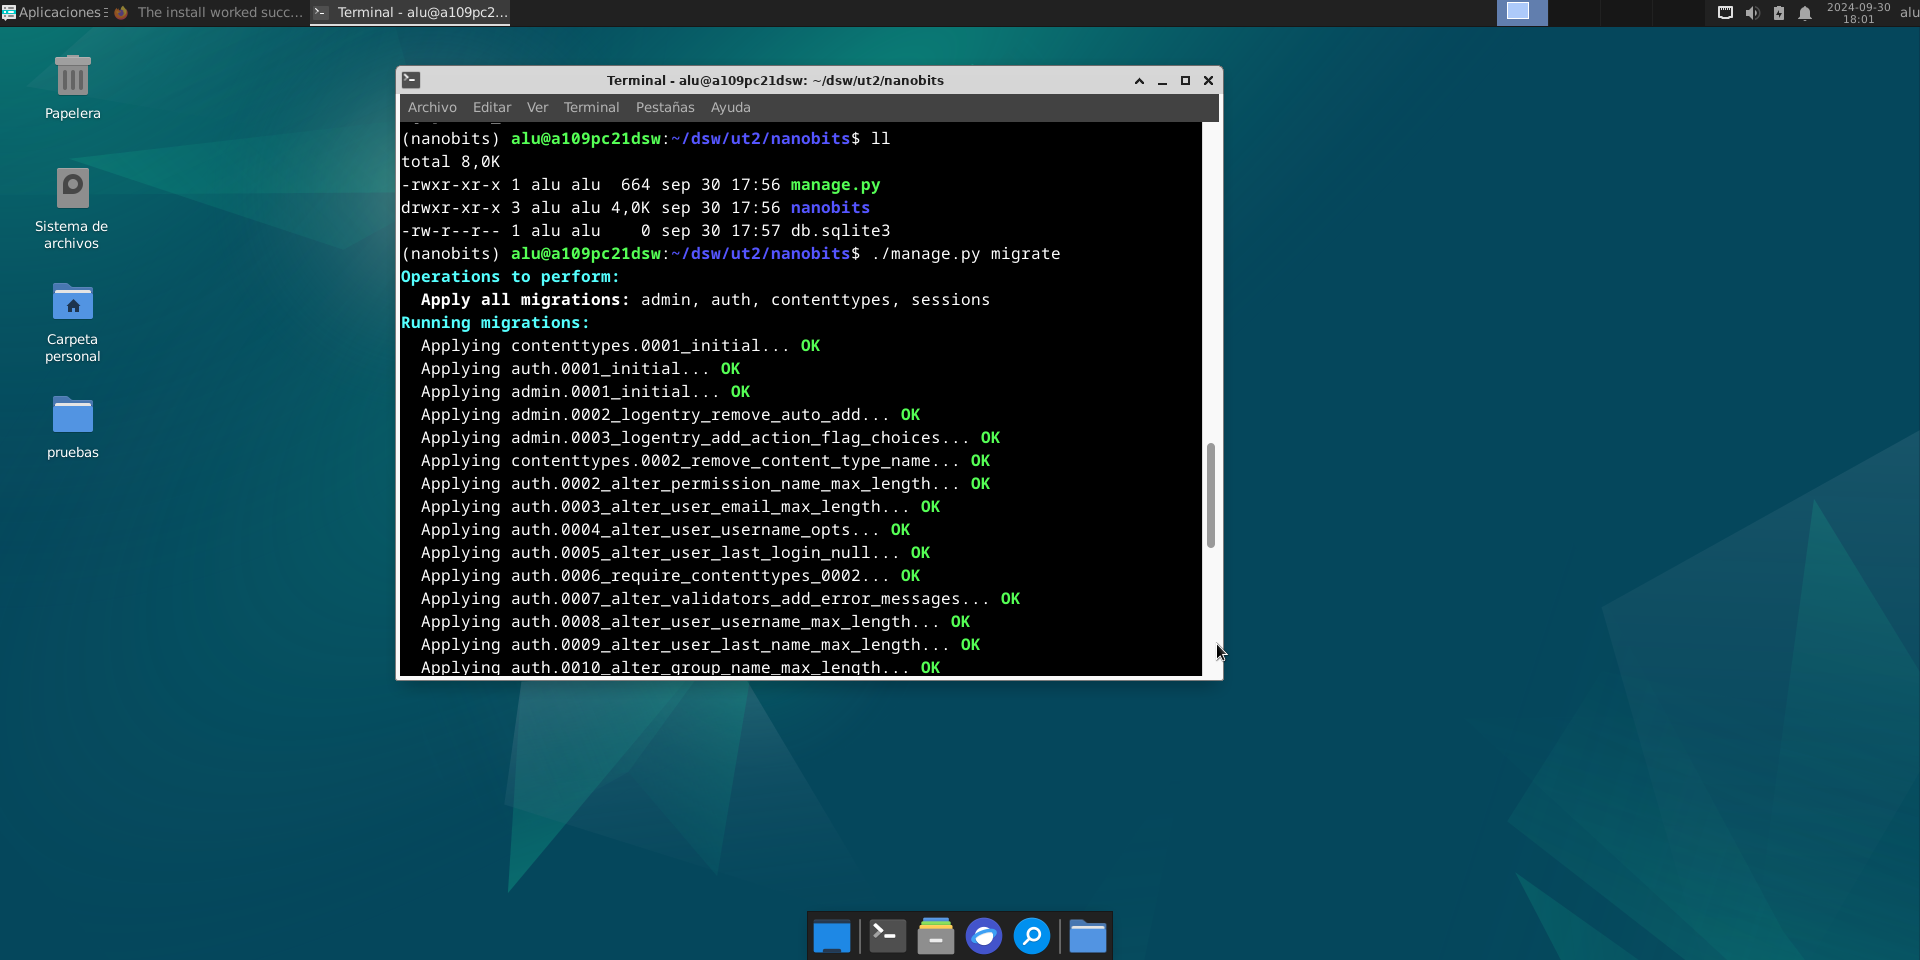 Aplicaciones
The install worked succ...
Terminal - alu@a109pc2...
2024-09-30
18:01
alu
Papelera
Sistema de
archivos
Carpeta
personal
pruebas
Terminal - alu@a109pc21dsw: ~/dsw/ut2/nanobits
Archivo Editar Ver Terminal Pestañas Ayuda
(nanobits) alu@a109pc21dsw:~/dsw/ut2/nanobits$ ll
total 8,0K
-rwxr-xr-x 1 alu alu  664 sep 30 17:56 manage.py
drwxr-xr-x 3 alu alu 4,0K sep 30 17:56 nanobits
-rw-r--r-- 1 alu alu    0 sep 30 17:57 db.sqlite3
(nanobits) alu@a109pc21dsw:~/dsw/ut2/nanobits$ ./manage.py migrate
Operations to perform:
  Apply all migrations: admin, auth, contenttypes, sessions
Running migrations:
  Applying contenttypes.0001_initial... OK
  Applying auth.0001_initial... OK
  Applying admin.0001_initial... OK
  Applying admin.0002_logentry_remove_auto_add... OK
  Applying admin.0003_logentry_add_action_flag_choices... OK
  Applying contenttypes.0002_remove_content_type_name... OK
  Applying auth.0002_alter_permission_name_max_length... OK
  Applying auth.0003_alter_user_email_max_length... OK
  Applying auth.0004_alter_user_username_opts... OK
  Applying auth.0005_alter_user_last_login_null... OK
  Applying auth.0006_require_contenttypes_0002... OK
  Applying auth.0007_alter_validators_add_error_messages... OK
  Applying auth.0008_alter_user_username_max_length... OK
  Applying auth.0009_alter_user_last_name_max_length... OK
  Applying auth.0010_alter_group_name_max_length... OK